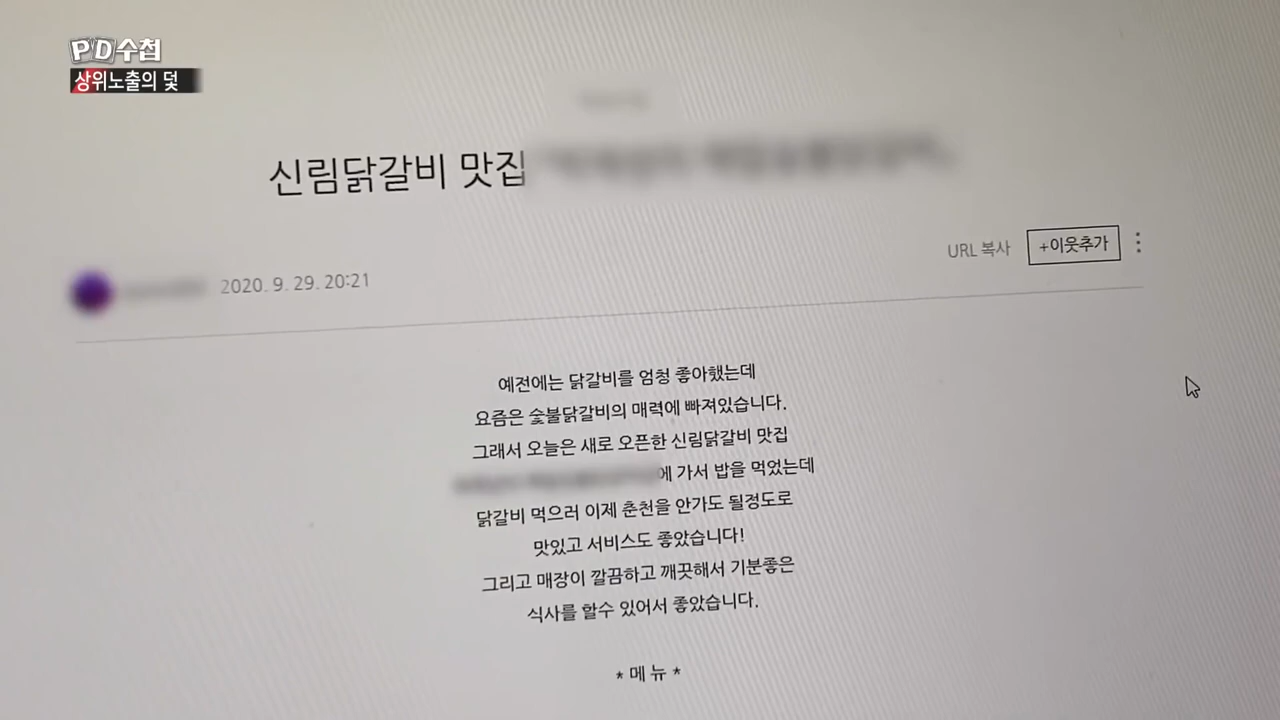 PD수첩
상위노출의 덫
신림닭갈비 맛집
2020. 9. 29. 20:21
URL 복사
+이웃추가
예전에는 닭갈비를 엄청 좋아했는데
요즘은 숯불닭갈비의 매력에 빠져있습니다.
그래서 오늘은 새로 오픈한 신림닭갈비 맛집
에 가서 밥을 먹었는데
닭갈비 먹으러 이제 춘천을 안가도 될정도로
맛있고 서비스도 좋았습니다!
그리고 매장이 깔끔하고 깨끗해서 기분좋은
식사를 할수 있어서 좋았습니다.
* 메 뉴 *